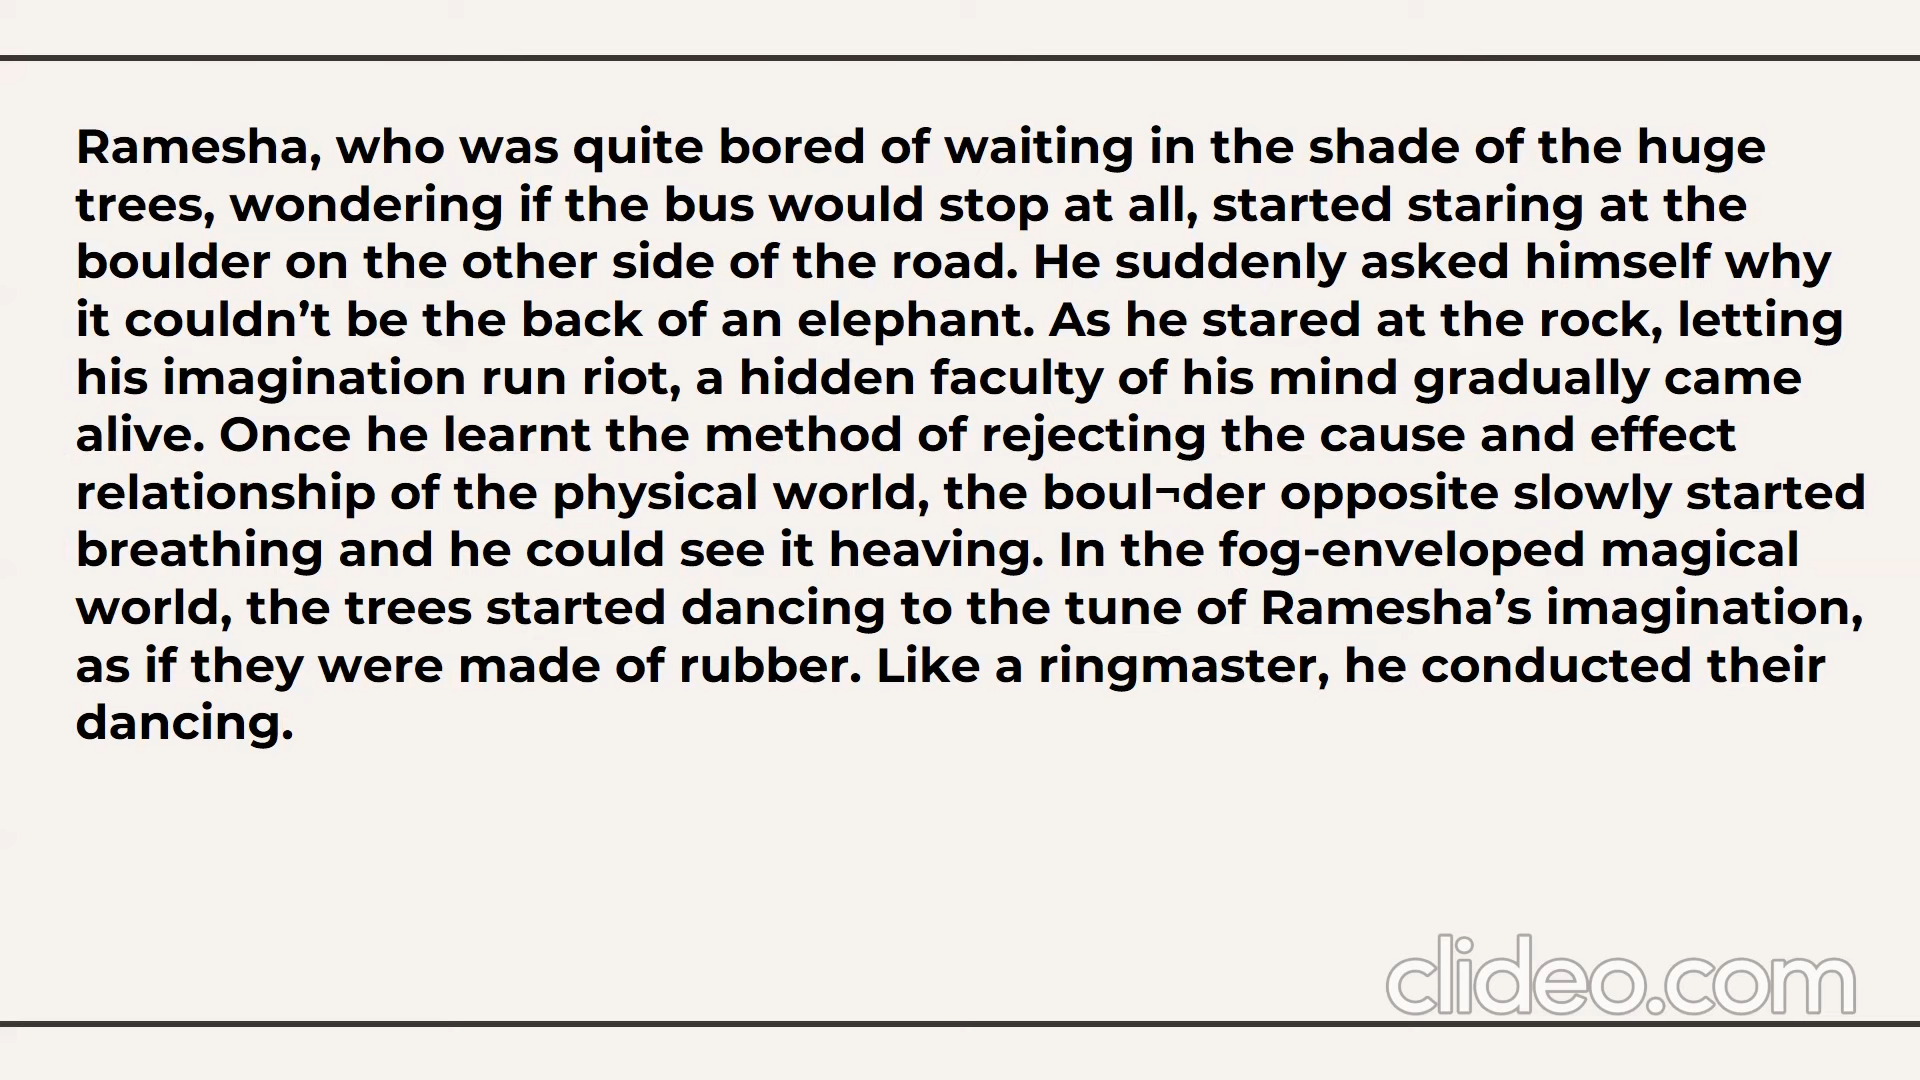 Ramesha, who was quite bored of waiting in the shade of the huge
trees, wondering if the bus would stop at all, started staring at the
boulder on the other side of the road. He suddenly asked himself why
it couldn’t be the back of an elephant. As he stared at the rock, letting
his imagination run riot, a hidden faculty of his mind gradually came
alive. Once he learnt the method of rejecting the cause and effect
relationship of the physical world, the boul¬der opposite slowly started
breathing and he could see it heaving. In the fog-enveloped magical
world, the trees started dancing to the tune of Ramesha’s imagination,
as if they were made of rubber. Like a ringmaster, he conducted their
dancing.
clideo.com